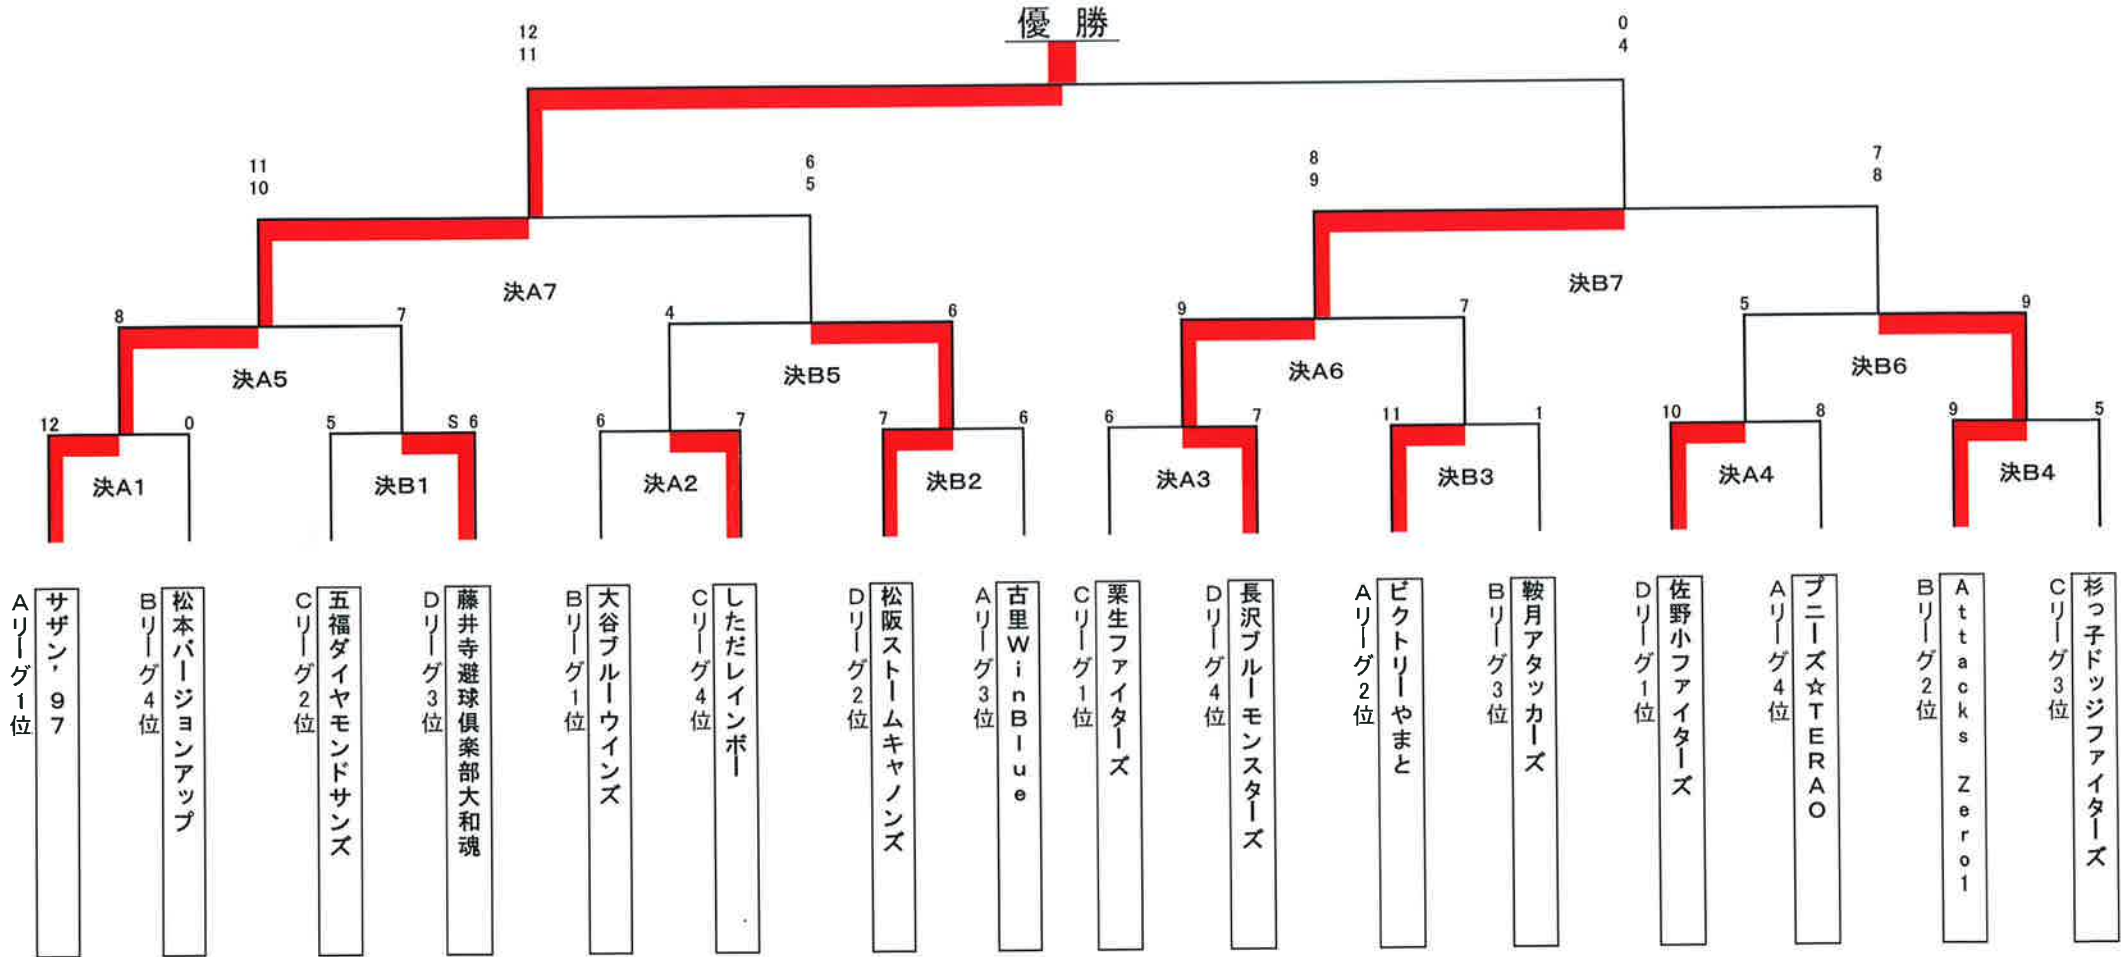 優 勝
12
11
0
4
11
10
6
5
8
9
7
8
決A7
決B7
8
7
4
6
9
7
5
9
決A5
決B5
決A6
決B6
12
0
5
S 6
6
7
7
6
6
7
11
1
10
8
9
5
決A1
決B1
決A2
決B2
決A3
決B3
決A4
決B4
Aリーグ1位
サザン'97
Bリーグ4位
松本バージョンアップ
Cリーグ2位
五福ダイヤモンドサンズ
Dリーグ3位
藤井寺避球倶楽部大和魂
Bリーグ1位
大谷ブルーウインズ
Cリーグ4位
しただレインボー
Dリーグ2位
松阪ストームキャノンズ
Aリーグ3位
古里WinBlue
Cリーグ1位
栗生ファイターズ
Dリーグ4位
長沢ブルーモンスターズ
Aリーグ2位
ビクトリーやまと
Bリーグ3位
鞍月アタッカーズ
Dリーグ1位
佐野小ファイターズ
Aリーグ4位
プニーズ☆TERAO
Bリーグ2位
Attacks Zero1
Cリーグ3位
杉っ子ドッジファイターズ